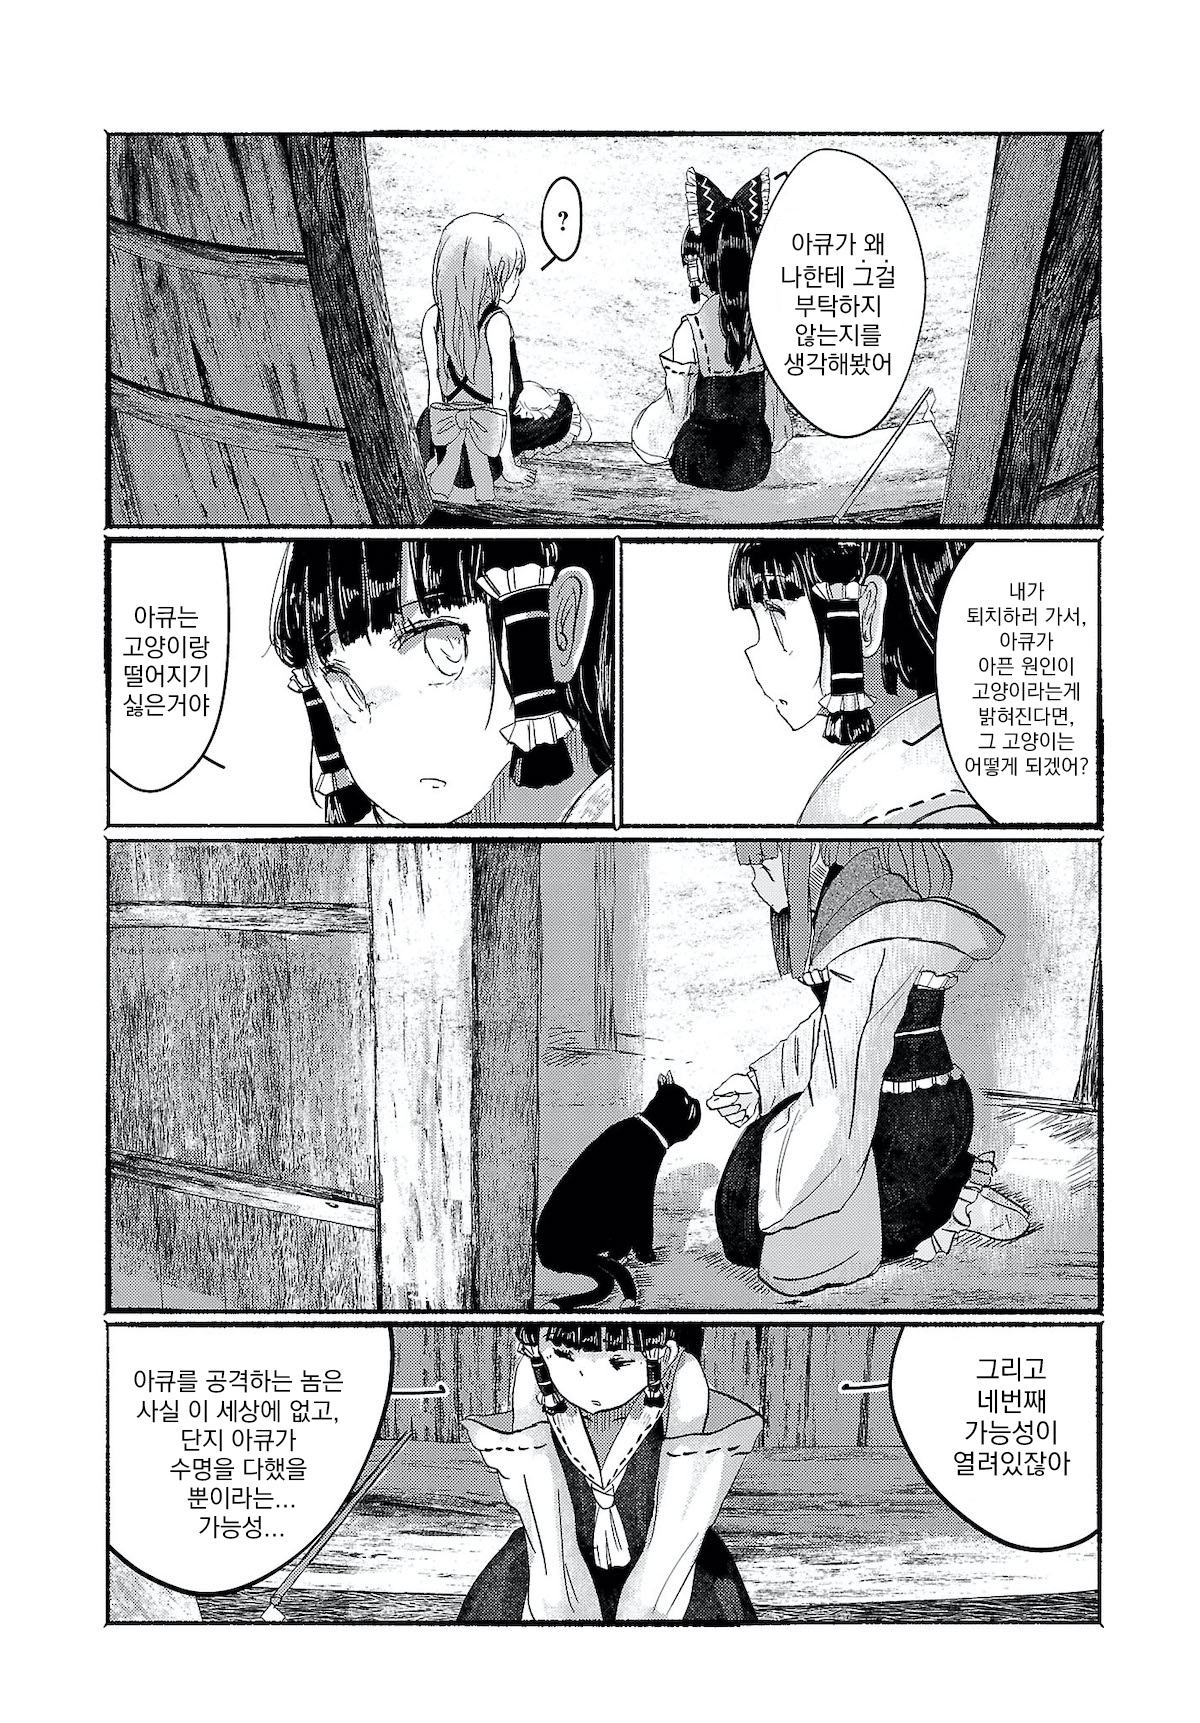 아큐가 왜
나한테 그걸
부탁하지
않는지를
생각해봤어
?
내가
퇴치하러 가서,
아큐가
아픈 원인이
고양이라는게
밝혀진다면,
그 고양이는
어떻게 되겠어?
아큐는
고양이랑
떨어지기
싫은거야
그리고
네번째
가능성이
열려있잖아
아큐를 공격하는 놈은
사실 이 세상에 없고,
단지 아큐가
수명을 다했을
뿐이라는...
가능성...